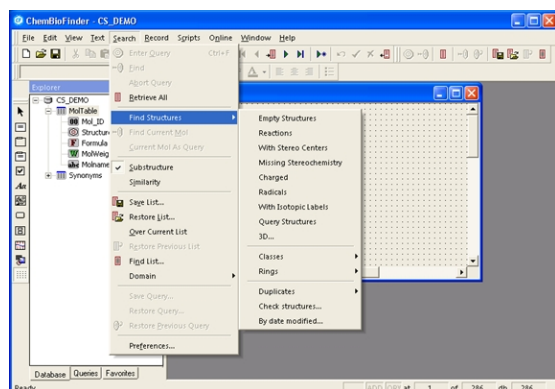 ChemBioFinder - CS_DEMO
File Edit View Text Search Record Scripts Online Window Help
Enter Query Ctrl+F
Find
Abort Query
Retrieve All
Find Structures
Find Current Mol
Current Mol As Query
Substructure
Similarity
Save List...
Restore List...
Over Current List
Restore Previous List
Find List...
Domain
Save Query...
Restore Query...
Restore Previous Query
Preferences...
Empty Structures
Reactions
With Stereo Centers
Missing Stereochemistry
Charged
Radicals
With Isotopic Labels
Query Structures
3D...
Classes
Rings
Duplicates
Check structures...
By date modified...
Explorer
CS_DEMO
MolTable
Mol_ID
Structure
Formula
MolWeig
Molname
Synonyms
Database Queries Favorites
Ready
ADD OBS at 1 of 286 db 286